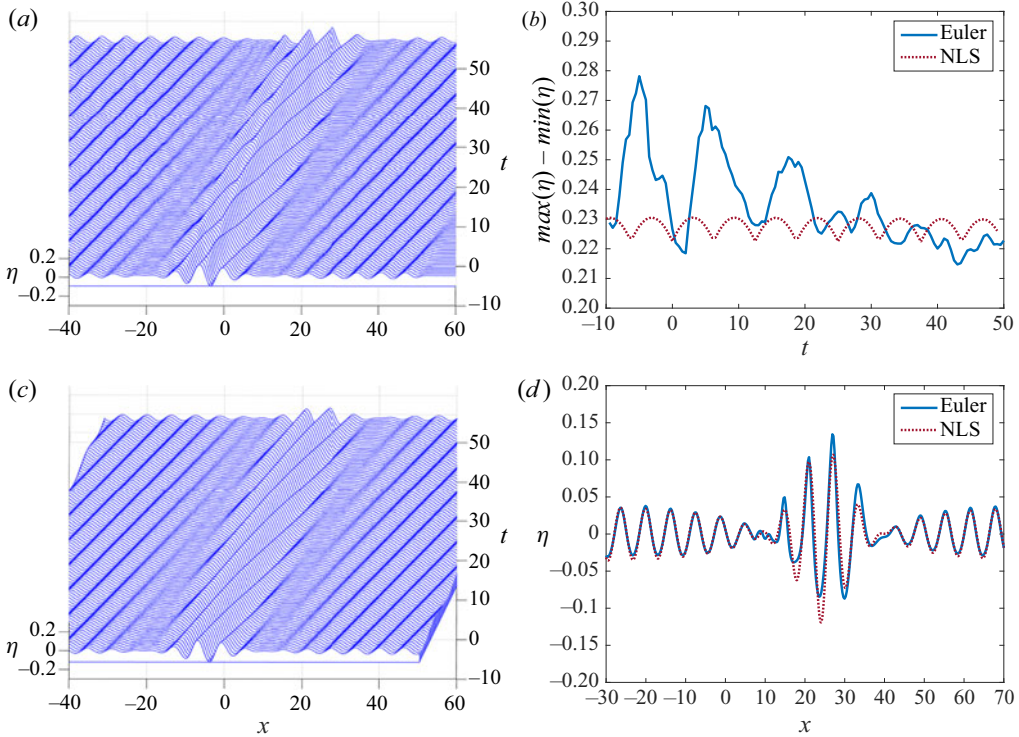 (a)
50
40
t
30
20
10
0
−10
η
0.2
0
−0.2
−40 −20 0 20 40 60
(b)
0.30
0.29
0.28
0.27
0.26
0.25
0.24
0.23
0.22
0.21
0.20
max(η) − min(η)
Euler
NLS
−10 0 10 20 30 40 50
t
(c)
50
40
t
30
20
10
0
−10
η
0.2
0
−0.2
−40 −20 0 20 40 60
x
(d)
0.20
0.15
0.10
0.05
0
−0.05
−0.1
−0.15
−0.20
η
Euler
NLS
−30 −20 −10 0 10 20 30 40 50 60 70
x